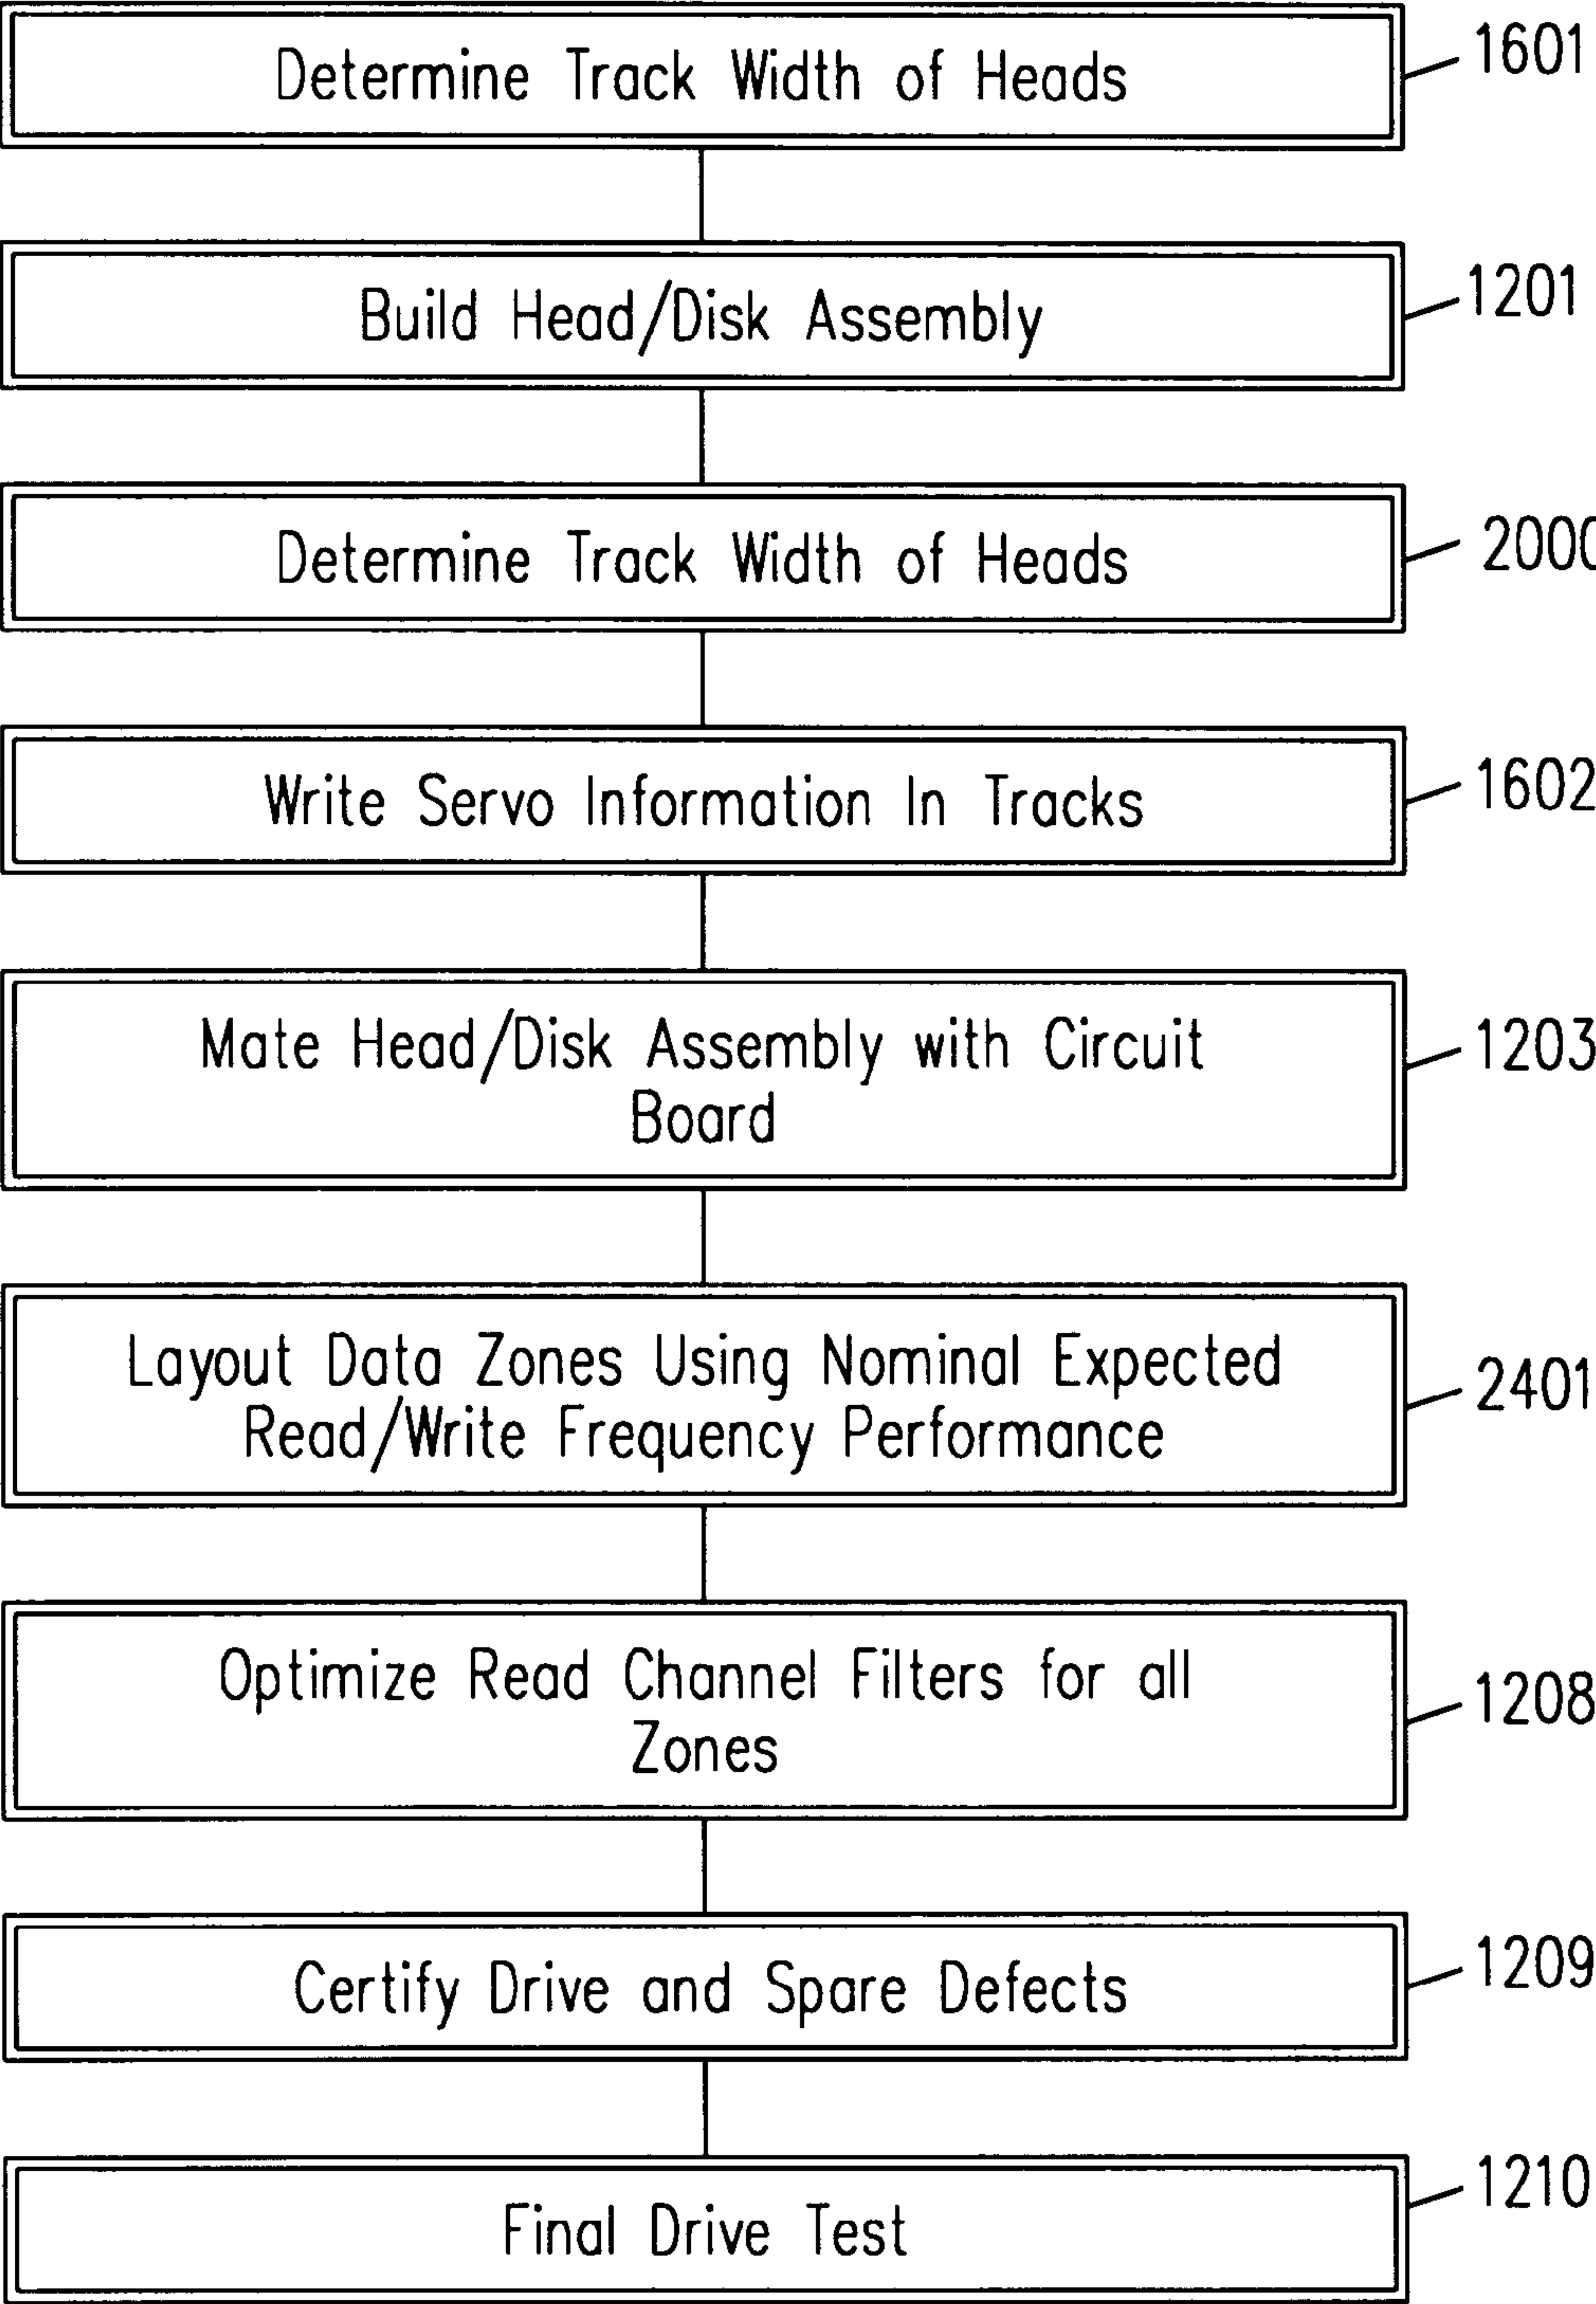 Determine Track Width of Heads
1601
Build Head/Disk Assembly
1201
Determine Track Width of Heads
2000
Write Servo Information In Tracks
1602
Mate Head/Disk Assembly with Circuit
Board
1203
Layout Data Zones Using Nominal Expected
Read/Write Frequency Performance
2401
Optimize Read Channel Filters for all
Zones
1208
Certify Drive and Spare Defects
1209
Final Drive Test
1210